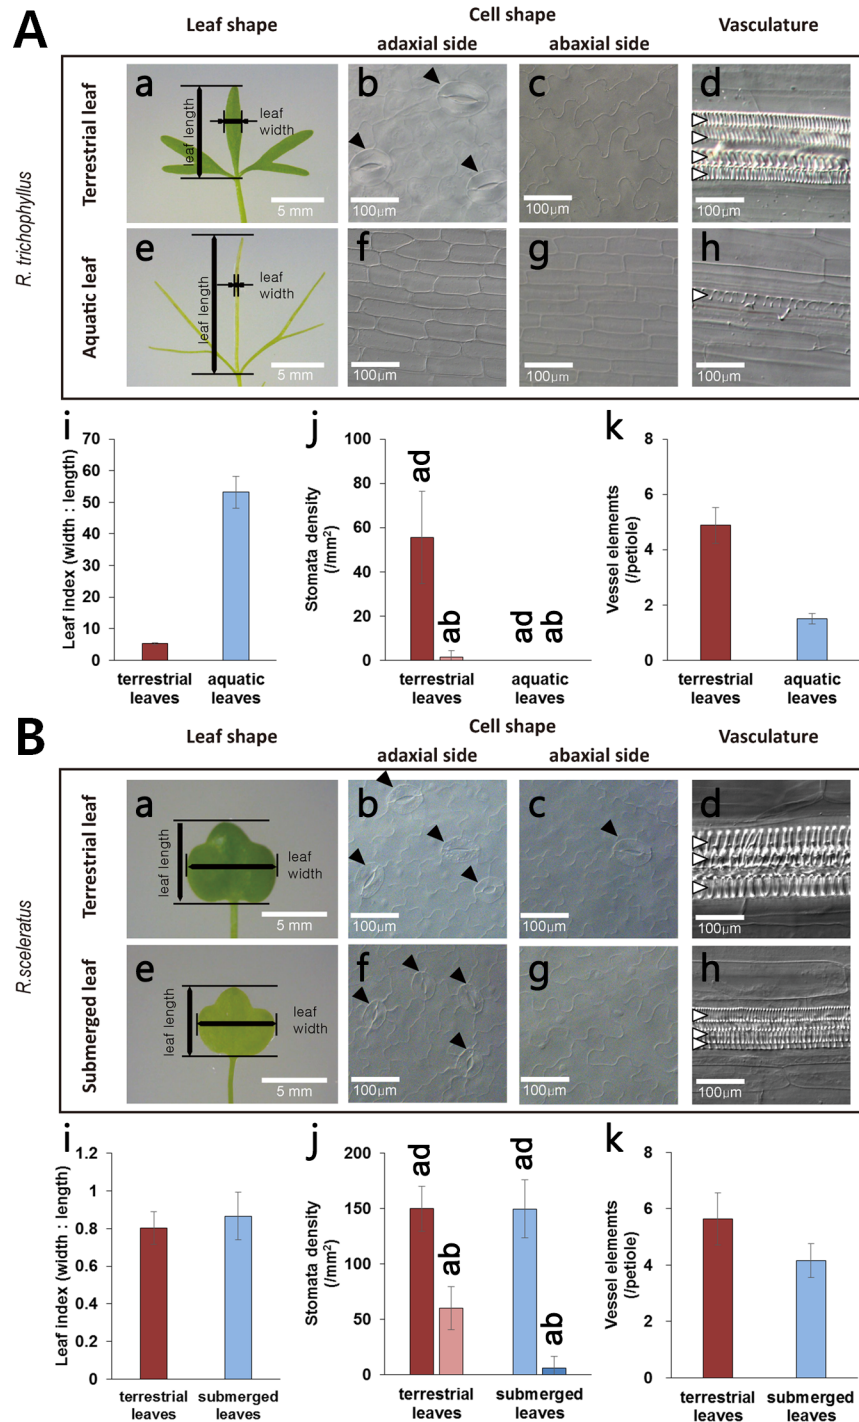 A
Leaf shape
Cell shape
Vasculature
adaxial side
abaxial side
R. trichophyllus
Terrestrial leaf
a
leaf length
leaf
width
5 mm
b
100μm
c
100μm
d
100μm
Aquatic leaf
e
leaf length
leaf
width
5 mm
f
100μm
g
100μm
h
100μm
i
Leaf index (width : length)
70
60
50
40
30
20
10
0
terrestrial
leaves
aquatic
leaves
j
Stomata density
(/mm²)
100
80
60
40
20
0
ad
ab
ad
ab
terrestrial
leaves
aquatic
leaves
k
Vessel elememts
(/petiole)
8
6
4
2
0
terrestrial
leaves
aquatic
leaves
B
Leaf shape
Cell shape
Vasculature
adaxial side
abaxial side
R.sceleratus
Terrestrial leaf
a
leaf length
leaf
width
5 mm
b
100μm
c
100μm
d
100μm
Submerged leaf
e
leaf length
leaf
width
5 mm
f
100μm
g
100μm
h
100μm
i
Leaf index (width : length)
1.2
1
0.8
0.6
0.4
0.2
0
terrestrial
leaves
submerged
leaves
j
Stomata density
(/mm²)
200
150
100
50
0
ad
ab
ad
ab
terrestrial
leaves
submerged
leaves
k
Vessel elememts
(/petiole)
8
6
4
2
0
terrestrial
leaves
submerged
leaves